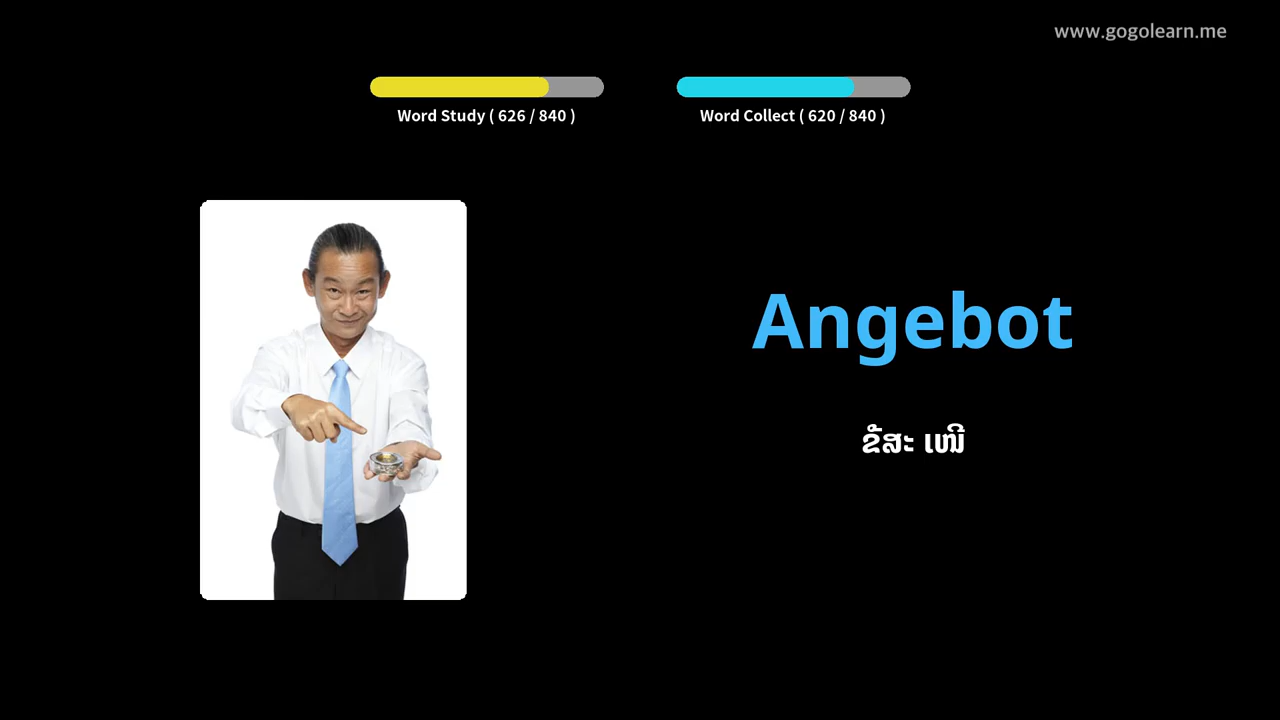 www.gogolearn.me
Word Study ( 626 / 840 )
Word Collect ( 620 / 840 )
Angebot
ຂໍ້ສະ ເໜີ